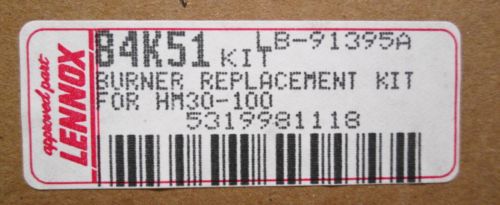 approved part
LENNOX
84K51 KIT LB-91395A
BURNER REPLACEMENT KIT
FOR HM30-100
5319981118